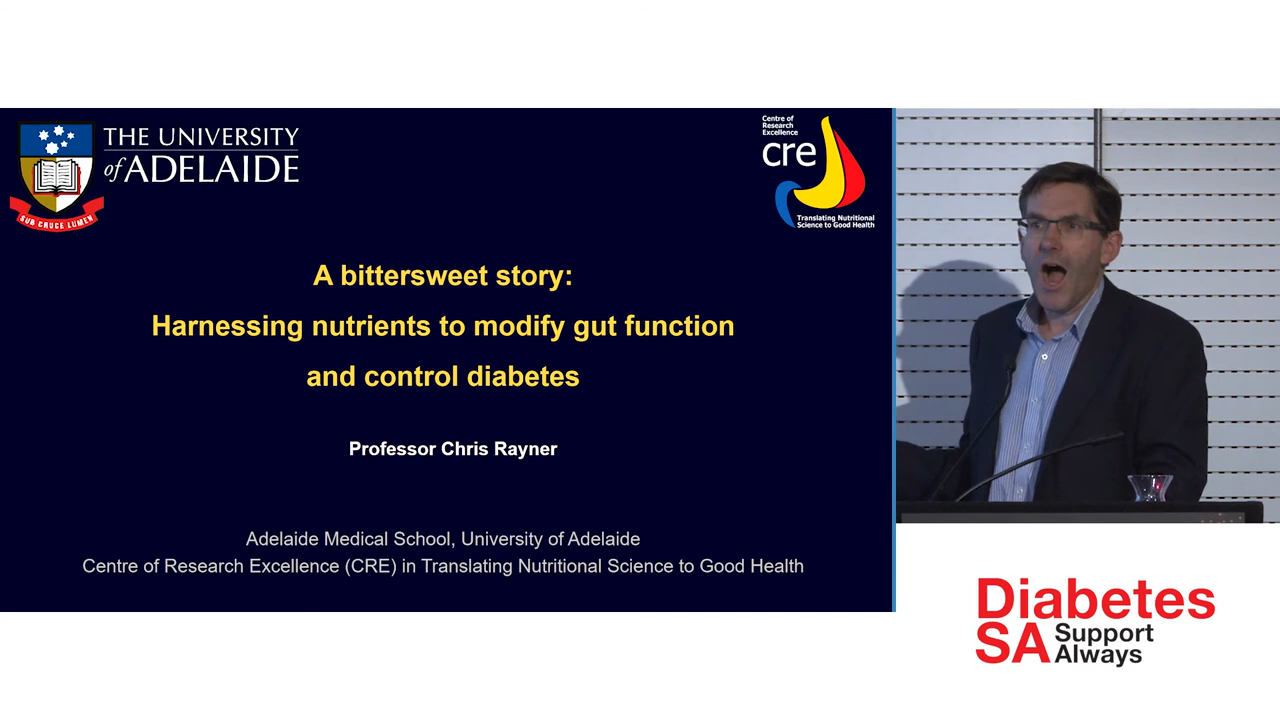 THE UNIVERSITY
of ADELAIDE
SUB CRUCE LUMEN
Centre of
Research
Excellence
cre
Translating Nutritional
Science to Good Health
A bittersweet story:
Harnessing nutrients to modify gut function
and control diabetes
Professor Chris Rayner
Adelaide Medical School, University of Adelaide
Centre of Research Excellence (CRE) in Translating Nutritional Science to Good Health
Diabetes
SA Support
Always